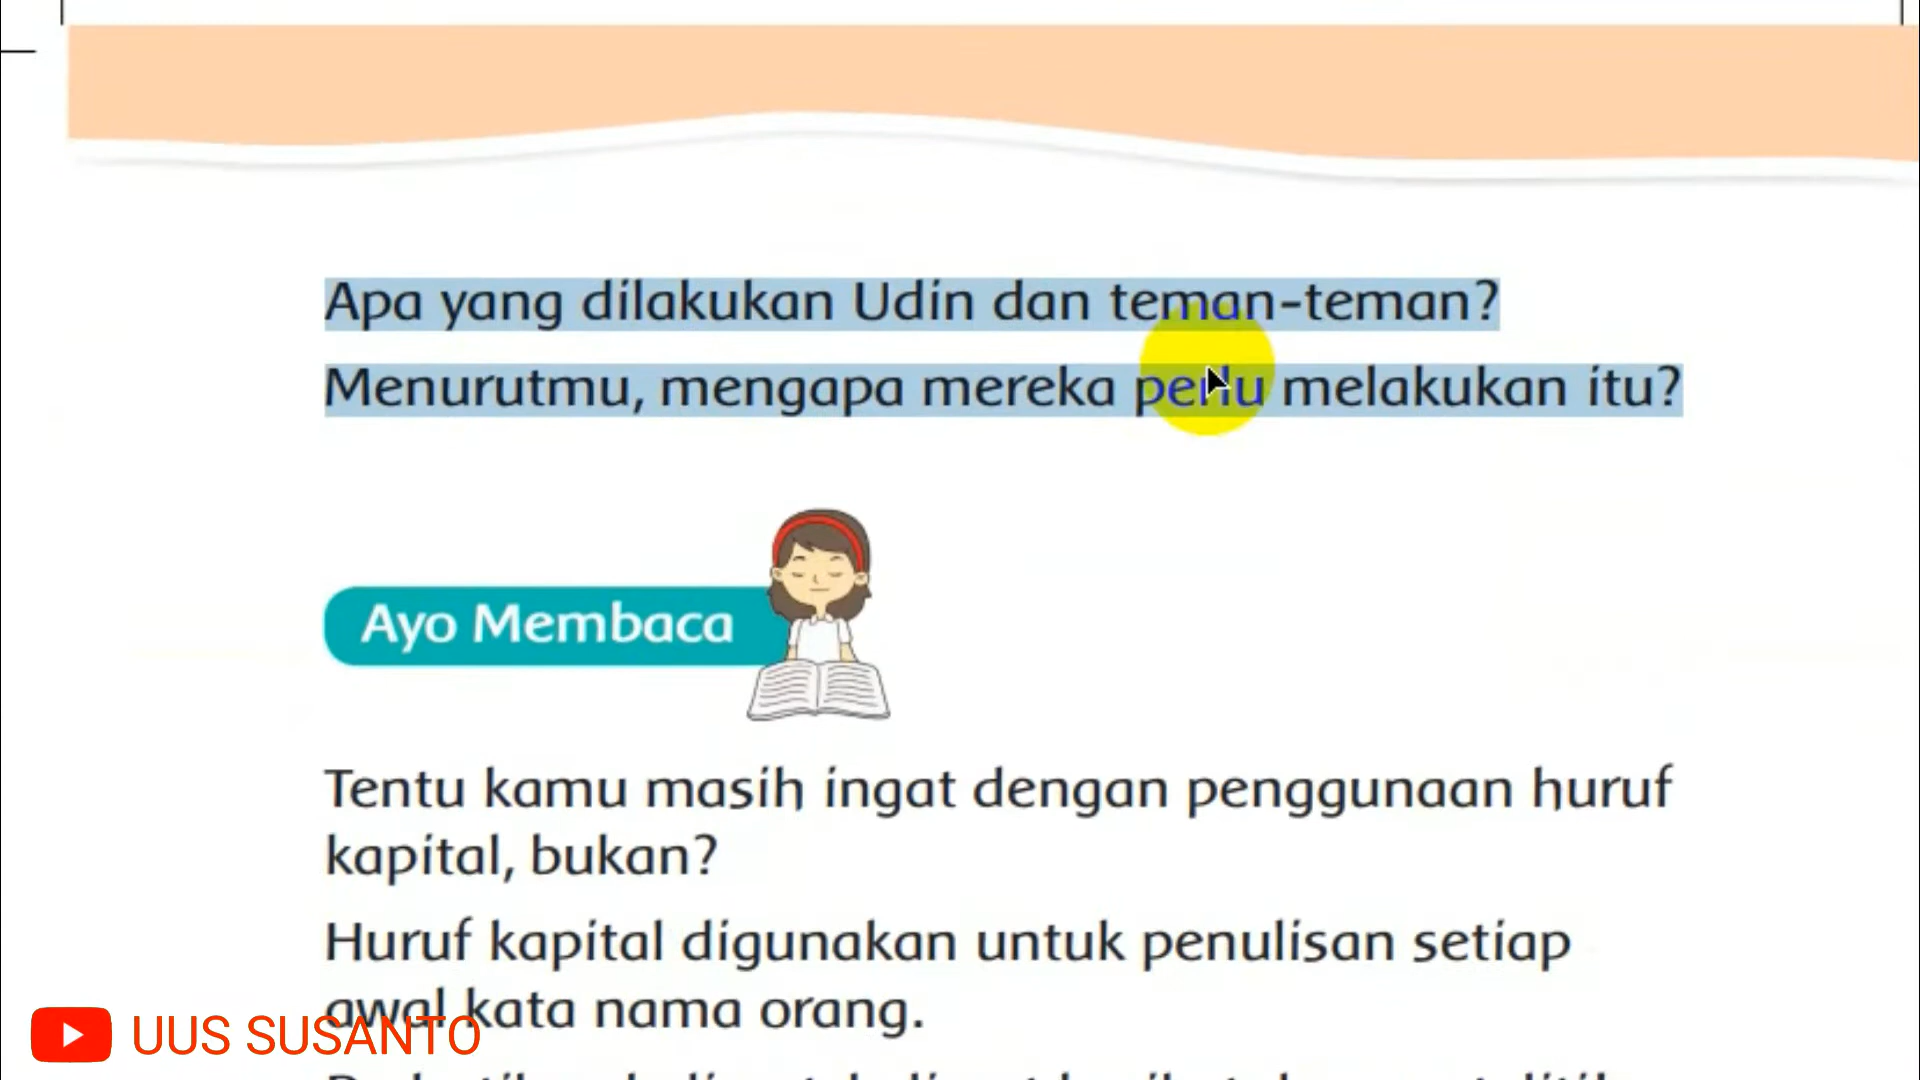 Apa yang dilakukan Udin dan teman-teman?
Menurutmu, mengapa mereka perlu melakukan itu?
Ayo Membaca
Tentu kamu masih ingat dengan penggunaan huruf
kapital, bukan?
Huruf kapital digunakan untuk penulisan setiap
awal kata nama orang.
UUS SUSANTO